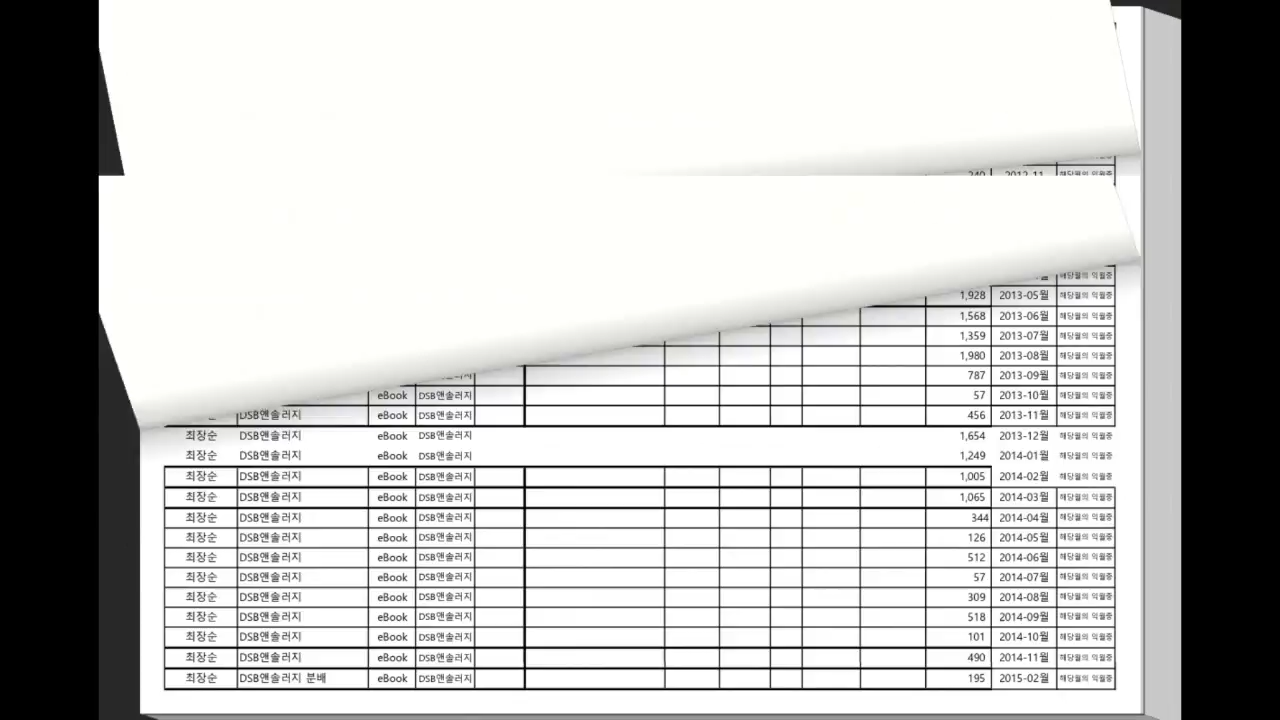 240 2012-11 해당월의 익월중
해당월의 익월중
1,928 2013-05월 해당월의 익월중
1,568 2013-06월 해당월의 익월중
1,359 2013-07월 해당월의 익월중
1,980 2013-08월 해당월의 익월중
787 2013-09월 해당월의 익월중
eBook DSB앤솔러지 57 2013-10월 해당월의 익월중
DSB앤솔러지 eBook DSB앤솔러지 456 2013-11월 해당월의 익월중
최장순 DSB앤솔러지 eBook DSB앤솔러지 1,654 2013-12월 해당월의 익월중
최장순 DSB앤솔러지 eBook DSB앤솔러지 1,249 2014-01월 해당월의 익월중
최장순 DSB앤솔러지 eBook DSB앤솔러지 1,005 2014-02월 해당월의 익월중
최장순 DSB앤솔러지 eBook DSB앤솔러지 1,065 2014-03월 해당월의 익월중
최장순 DSB앤솔러지 eBook DSB앤솔러지 344 2014-04월 해당월의 익월중
최장순 DSB앤솔러지 eBook DSB앤솔러지 126 2014-05월 해당월의 익월중
최장순 DSB앤솔러지 eBook DSB앤솔러지 512 2014-06월 해당월의 익월중
최장순 DSB앤솔러지 eBook DSB앤솔러지 57 2014-07월 해당월의 익월중
최장순 DSB앤솔러지 eBook DSB앤솔러지 309 2014-08월 해당월의 익월중
최장순 DSB앤솔러지 eBook DSB앤솔러지 518 2014-09월 해당월의 익월중
최장순 DSB앤솔러지 eBook DSB앤솔러지 101 2014-10월 해당월의 익월중
최장순 DSB앤솔러지 eBook DSB앤솔러지 490 2014-11월 해당월의 익월중
최장순 DSB앤솔러지 분배 eBook DSB앤솔러지 195 2015-02월 해당월의 익월중